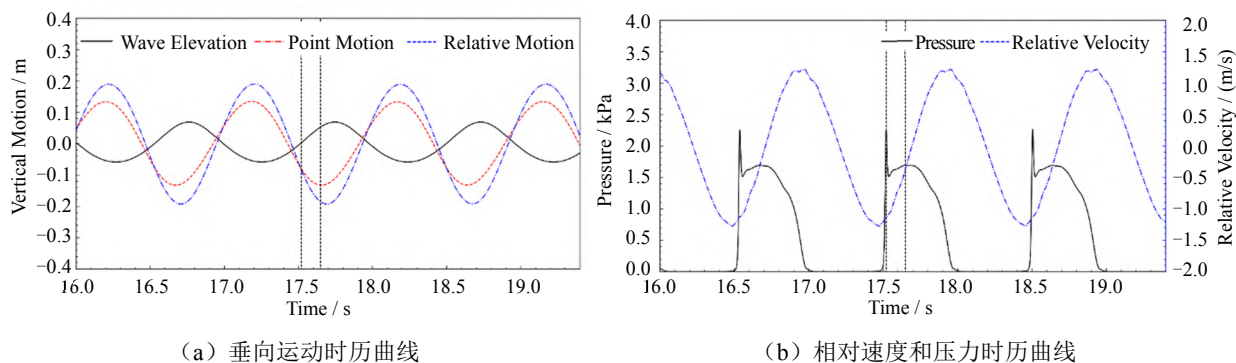 0.4
0.3
0.2
0.1
0.0
−0.1
−0.2
−0.3
−0.4
Vertical Motion / m
Wave Elevation Point Motion Relative Motion
16.0 16.5 17.0 17.5 18.0 18.5 19.0
Time / s
(a)垂向运动时历曲线
4.0
3.5
3.0
2.5
2.0
1.5
1.0
0.5
0.0
Pressure / kPa
Pressure Relative Velocity
2.0
1.5
1.0
0.5
0.0
−0.5
−1.0
−1.5
−2.0
Relative Velocity / (m/s)
16.0 16.5 17.0 17.5 18.0 18.5 19.0
Time / s
(b)相对速度和压力时历曲线